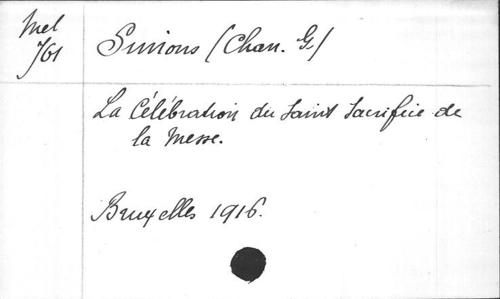 Mel
761
Simons (Chan. G.)
La Célébration du Saint Sacrifice de
la Messe.
Bruxelles 1916.